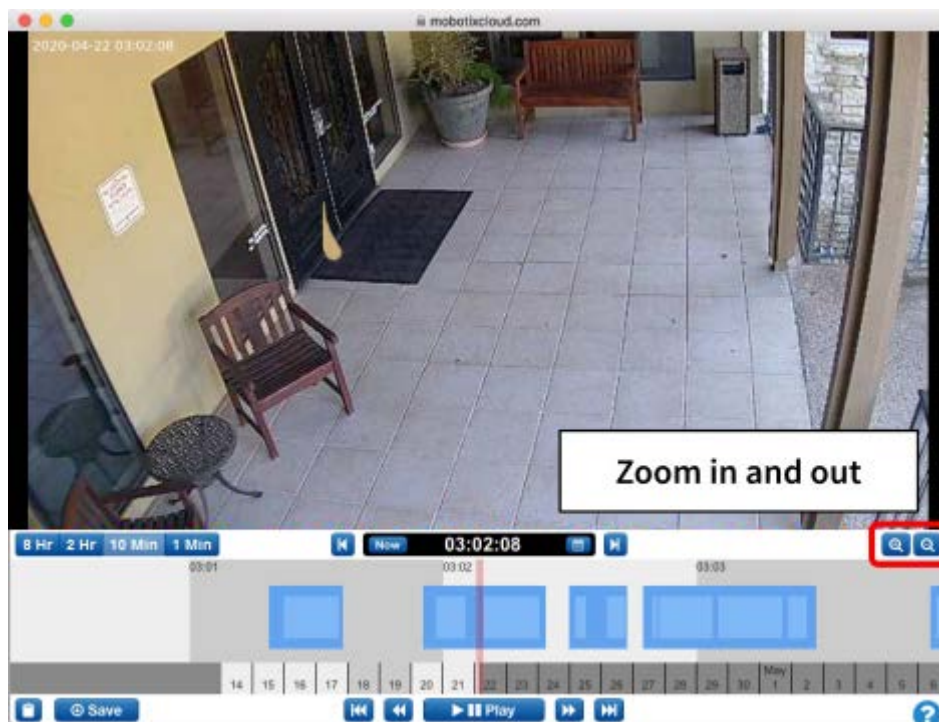 mobotixcloud.com
2020-04-22 03:02:08
Zoom in and out
8 Hr 2 Hr 10 Min 1 Min Now 03:02:08
03:01 03:02 03:03
May
14 15 16 17 18 19 20 21 22 23 24 25 26 27 28 29 30 1 2 3 4 5 6
Save Play ?